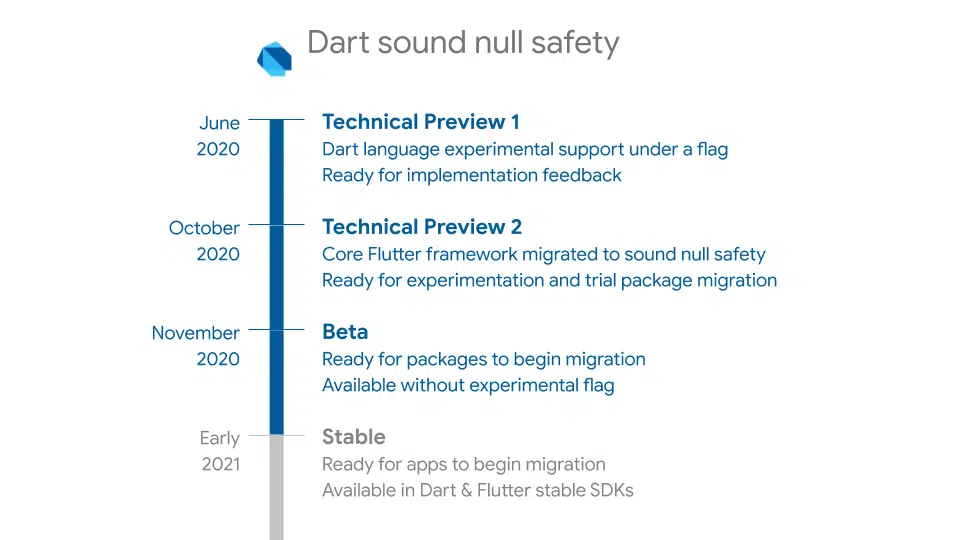 Dart sound null safety
June
2020
Technical Preview 1
Dart language experimental support under a flag
Ready for implementation feedback
October
2020
Technical Preview 2
Core Flutter framework migrated to sound null safety
Ready for experimentation and trial package migration
November
2020
Beta
Ready for packages to begin migration
Available without experimental flag
Early
2021
Stable
Ready for apps to begin migration
Available in Dart & Flutter stable SDKs